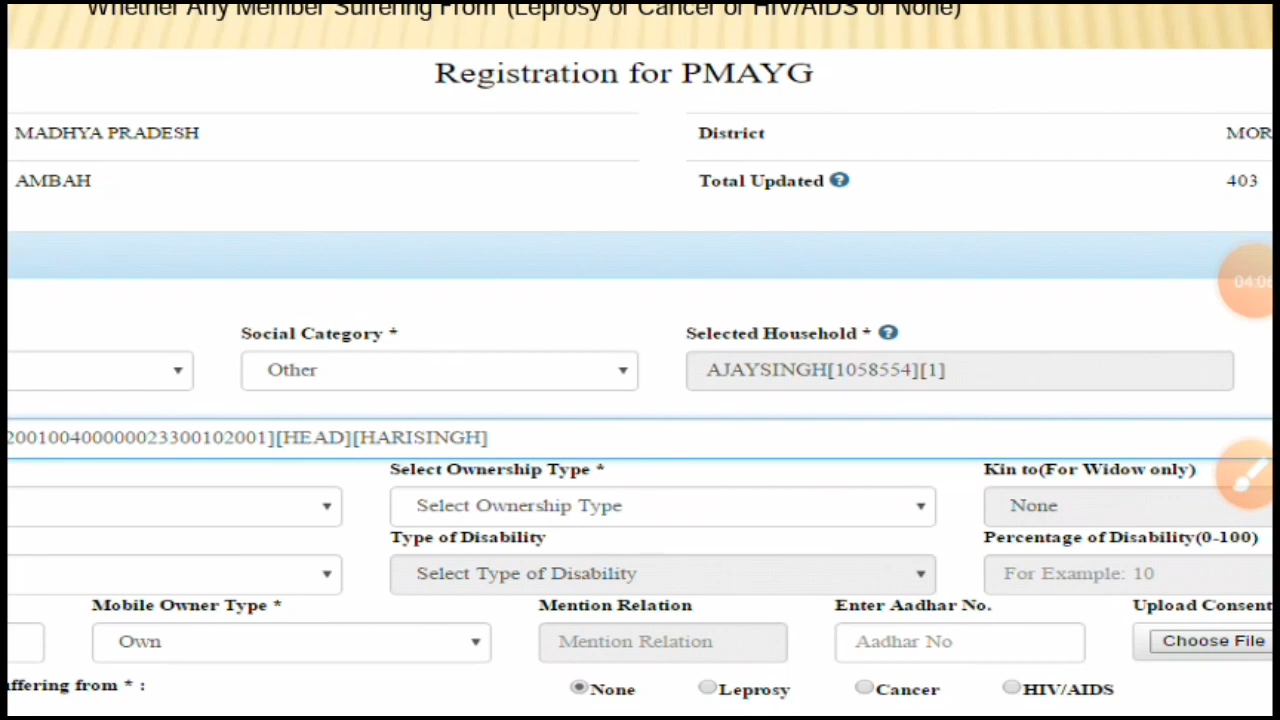 Whether Any Member Suffering From (Leprosy or Cancer or HIV/AIDS or None)
Registration for PMAYG
MADHYA PRADESH District MOR
AMBAH Total Updated ? 403
04:06
Social Category * Selected Household * ?
Other AJAYSINGH[1058554][1]
200100400000023300102001][HEAD][HARISINGH]
Select Ownership Type * Kin to(For Widow only)
Select Ownership Type None
Type of Disability Percentage of Disability(0-100)
Select Type of Disability For Example: 10
Mobile Owner Type * Mention Relation Enter Aadhar No. Upload Consent
Own Mention Relation Aadhar No Choose File
uffering from * : None Leprosy Cancer HIV/AIDS